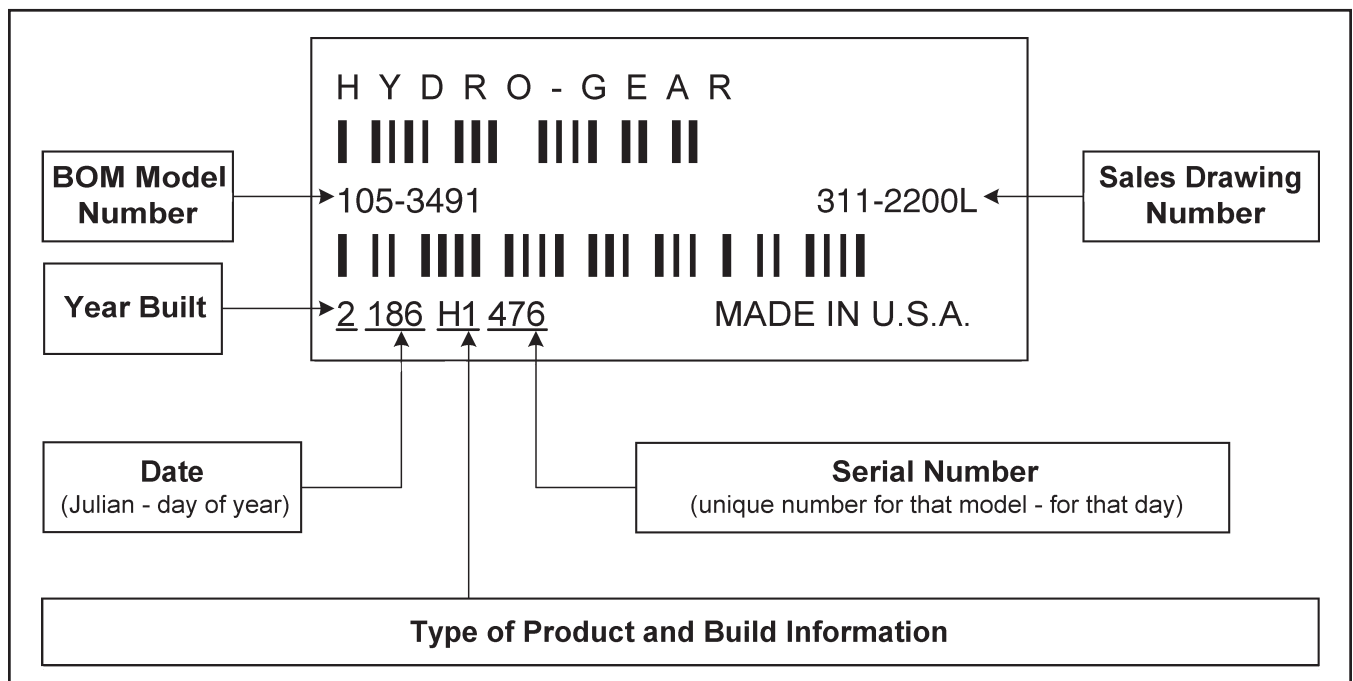 HYDRO-GEAR
BOM Model
Number
105-3491
311-2200L
Sales Drawing
Number
Year Built
2 186 H1 476
MADE IN U.S.A.
Date
(Julian - day of year)
Serial Number
(unique number for that model - for that day)
Type of Product and Build Information